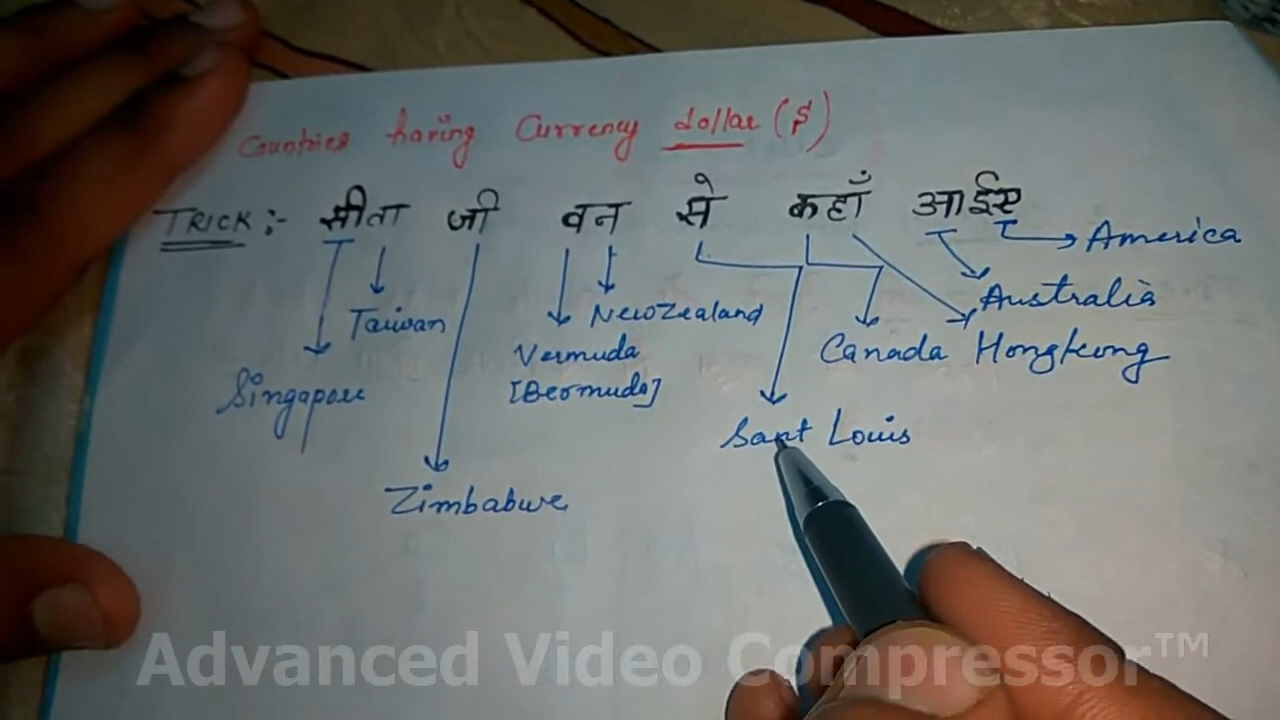 Countries having Currency dollar ($)
TRICK:- सीता जी वन से कहाँ आईए
America
Taiwan NewZealand Australia
Vermuda Canada Hongkong
Singapore [Bermuda]
Sant Louis
Zimbabwe
Advanced Video Compressor™